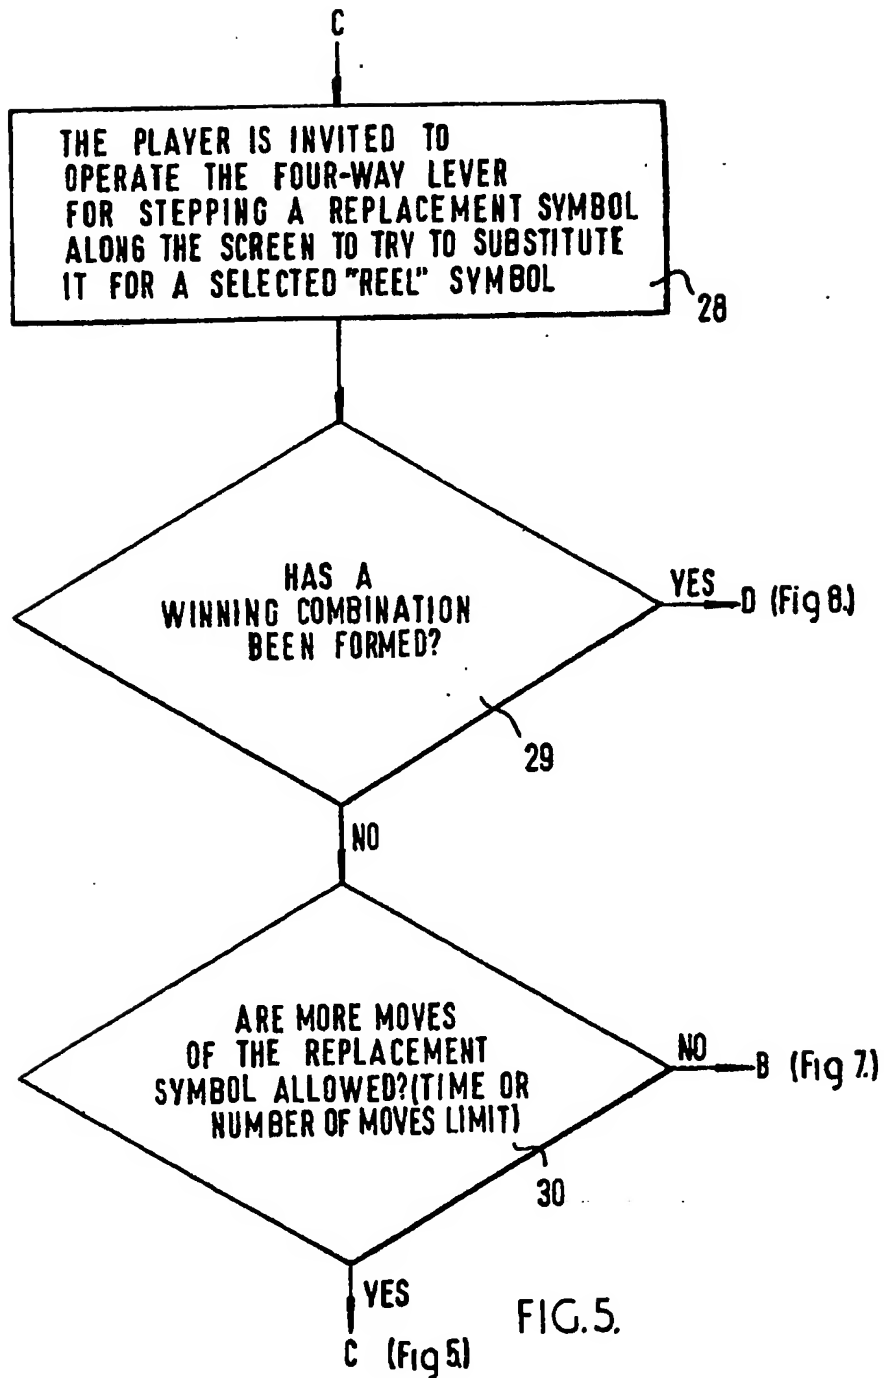 C
THE PLAYER IS INVITED TO
OPERATE THE FOUR-WAY LEVER
FOR STEPPING A REPLACEMENT SYMBOL
ALONG THE SCREEN TO TRY TO SUBSTITUTE
IT FOR A SELECTED "REEL" SYMBOL
28
HAS A
WINNING COMBINATION
BEEN FORMED?
YES
D (Fig 8.)
29
NO
ARE MORE MOVES
OF THE REPLACEMENT
SYMBOL ALLOWED?(TIME OR
NUMBER OF MOVES LIMIT)
NO
B (Fig 7.)
30
YES
C (Fig 5.)
FIG. 5.